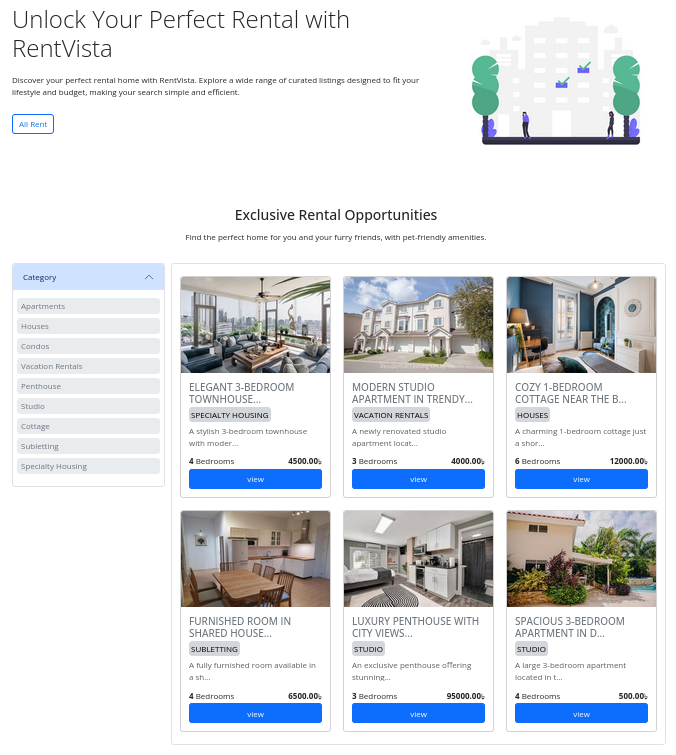 Unlock Your Perfect Rental with
RentVista
Discover your perfect rental home with RentVista. Explore a wide range of curated listings designed to fit your
lifestyle and budget, making your search simple and efficient.
All Rent
Exclusive Rental Opportunities
Find the perfect home for you and your furry friends, with pet-friendly amenities.
Category
Apartments
Houses
Condos
Vacation Rentals
Penthouse
Studio
Cottage
Subletting
Specialty Housing
ELEGANT 3-BEDROOM
TOWNHOUSE...
SPECIALTY HOUSING
A stylish 3-bedroom townhouse
with moder...
4 Bedrooms 4500.00৳
view
MODERN STUDIO
APARTMENT IN TRENDY...
VACATION RENTALS
A newly renovated studio
apartment locat...
3 Bedrooms 4000.00৳
view
COZY 1-BEDROOM
COTTAGE NEAR THE B...
HOUSES
A charming 1-bedroom cottage just
a shor...
6 Bedrooms 12000.00৳
view
FURNISHED ROOM IN
SHARED HOUSE...
SUBLETTING
A fully furnished room available in
a sh...
4 Bedrooms 6500.00৳
view
LUXURY PENTHOUSE WITH
CITY VIEWS...
STUDIO
An exclusive penthouse offering
stunning...
3 Bedrooms 95000.00৳
view
SPACIOUS 3-BEDROOM
APARTMENT IN D...
STUDIO
A large 3-bedroom apartment
located in t...
4 Bedrooms 500.00৳
view